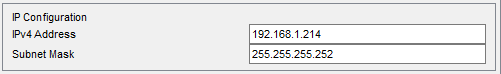 IP Configuration
IPv4 Address 192.168.1.214
Subnet Mask 255.255.255.252